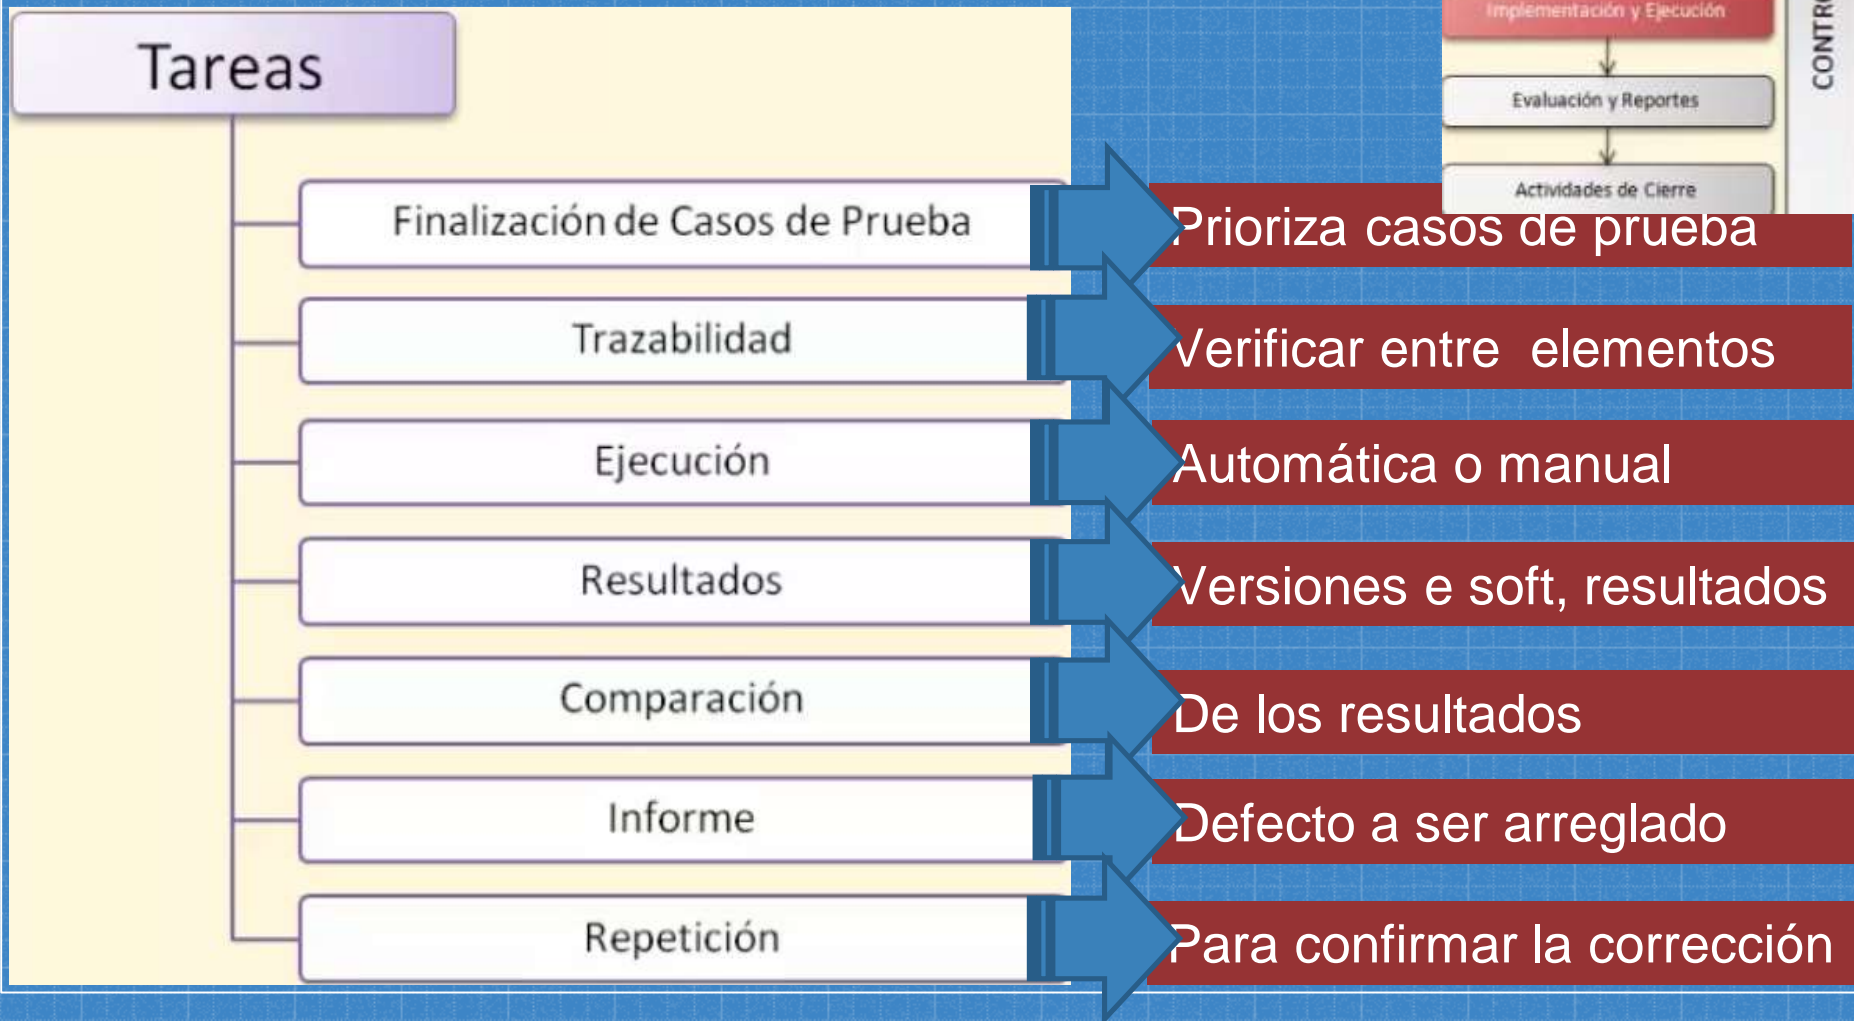 Tareas
Implementación y Ejecución
Evaluación y Reportes
Actividades de Cierre
Finalización de Casos de Prueba
Prioriza casos de prueba
Trazabilidad
Verificar entre elementos
Ejecución
Automática o manual
Resultados
Versiones e soft, resultados
Comparación
De los resultados
Informe
Defecto a ser arreglado
Repetición
Para confirmar la corrección